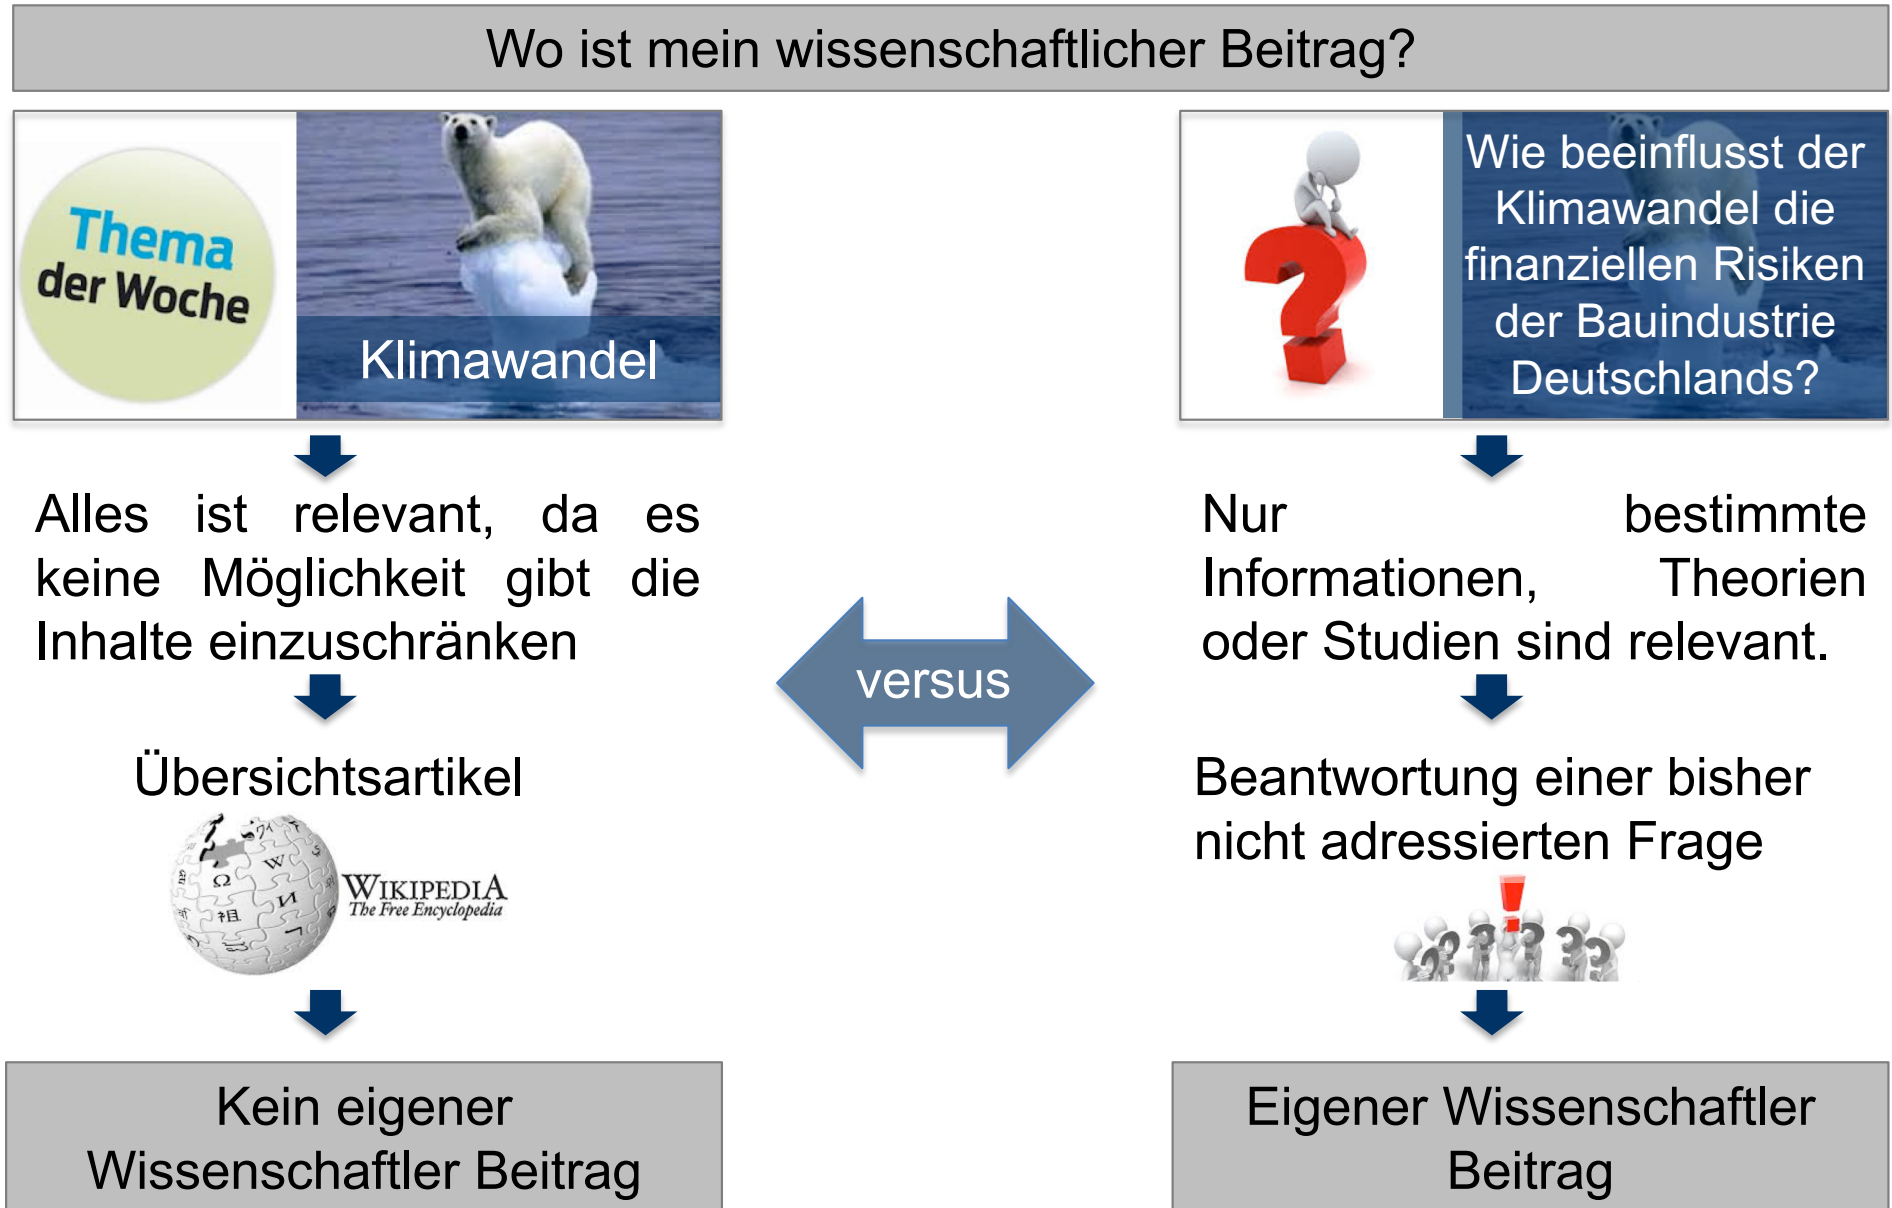 Wo ist mein wissenschaftlicher Beitrag?
Thema
der Woche
Klimawandel
Alles ist relevant, da es
keine Möglichkeit gibt die
Inhalte einzuschränken
Übersichtsartikel
WIKIPEDIA
The Free Encyclopedia
Kein eigener
Wissenschaftler Beitrag
versus
?
Wie beeinflusst der
Klimawandel die
finanziellen Risiken
der Bauindustrie
Deutschlands?
Nur bestimmte
Informationen, Theorien
oder Studien sind relevant.
Beantwortung einer bisher
nicht adressierten Frage
Eigener Wissenschaftler
Beitrag